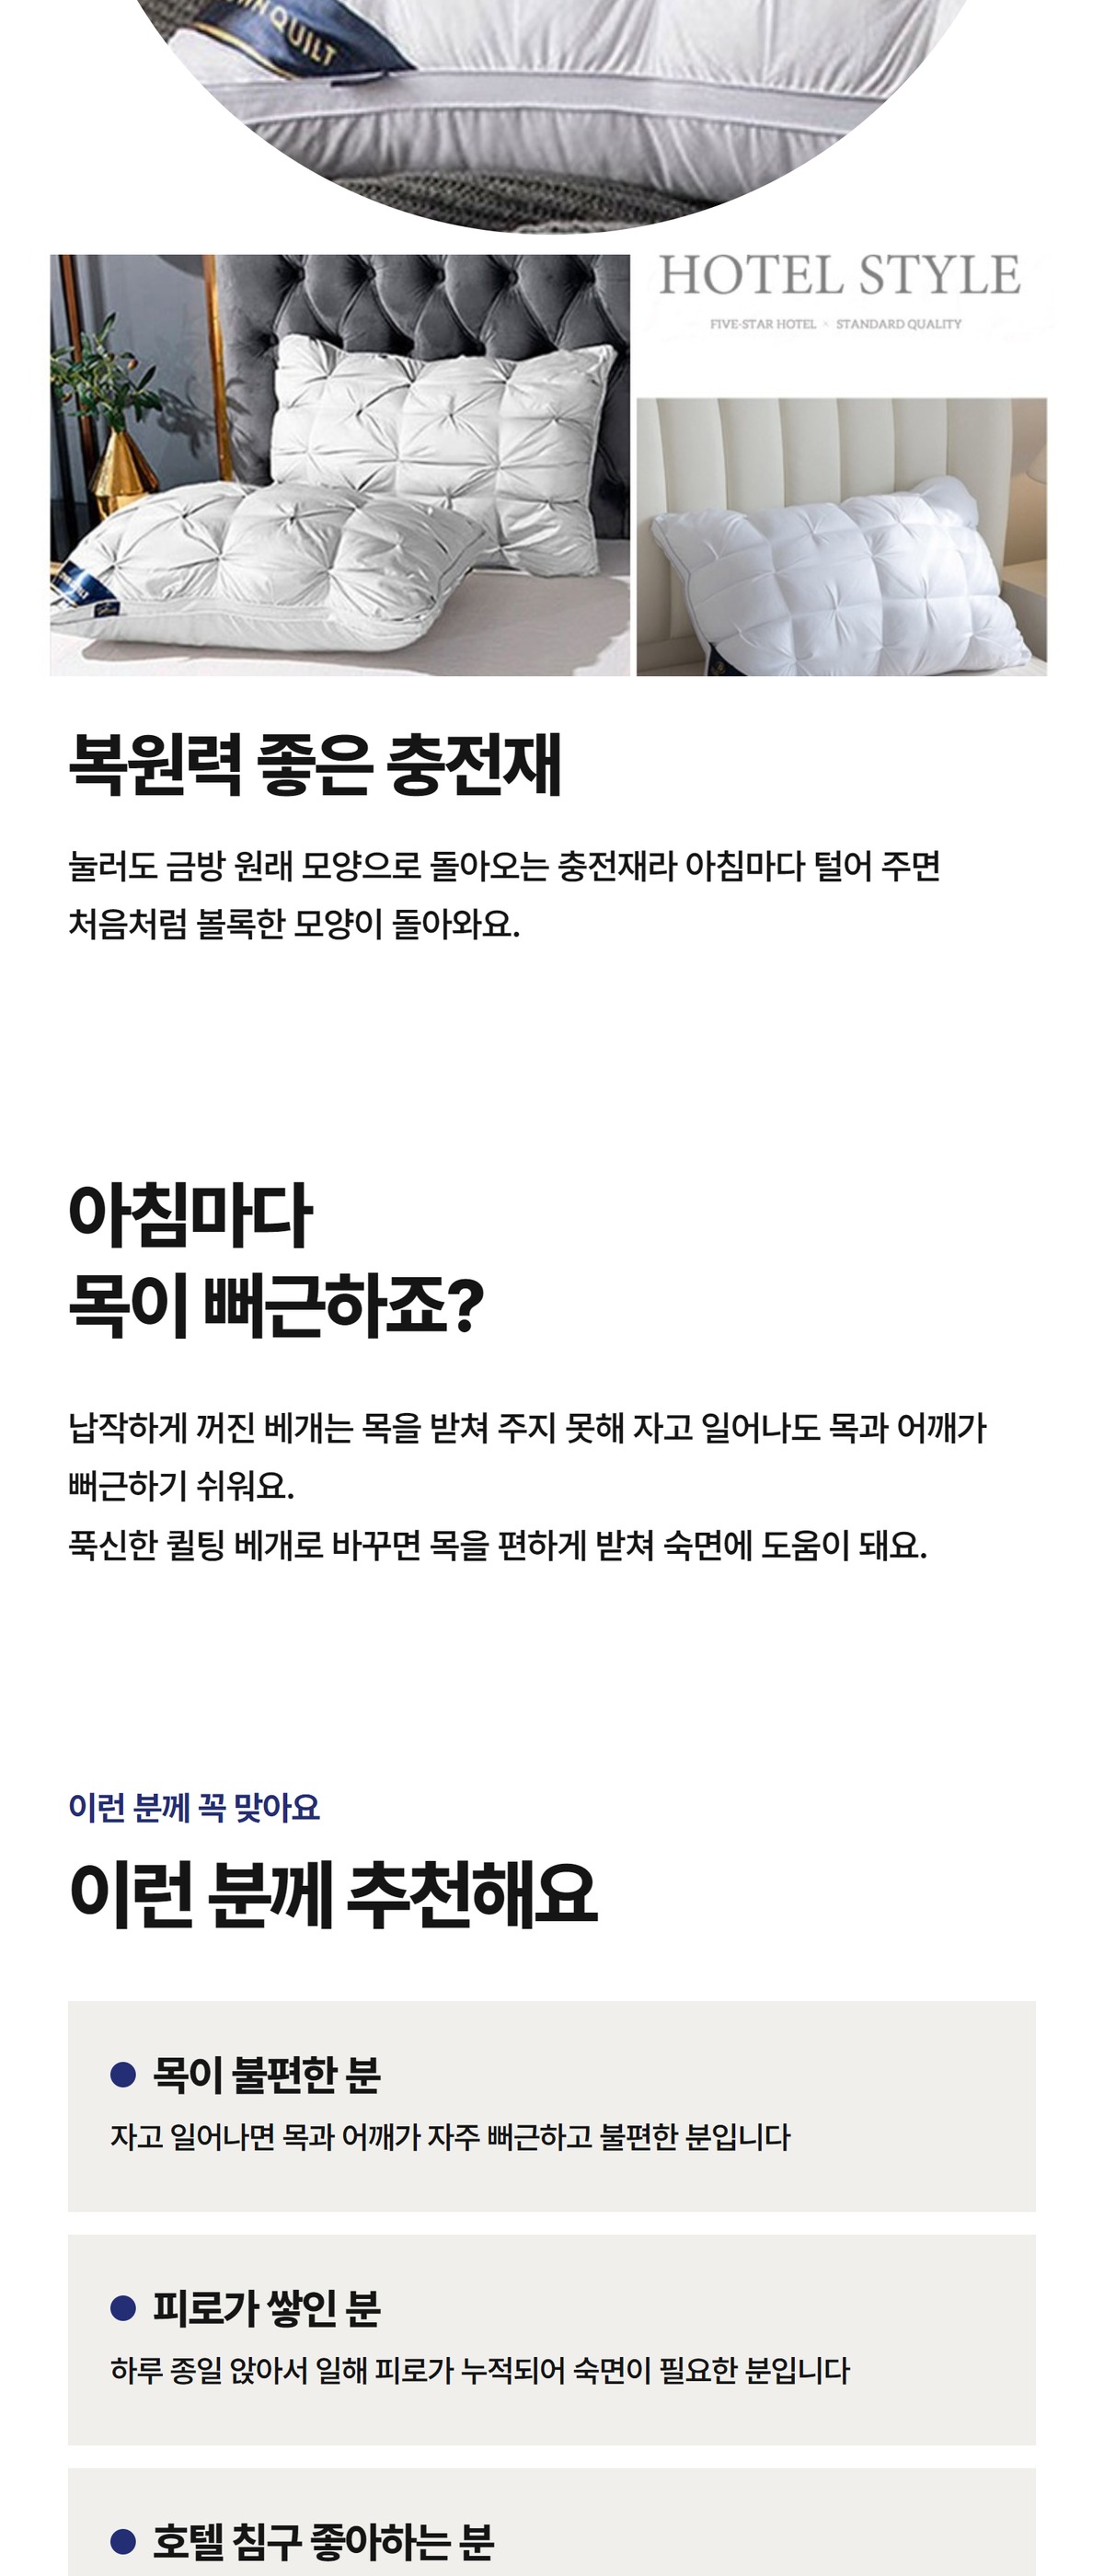 QUILT
HOTEL STYLE
FIVE-STAR HOTEL × STANDARD QUALITY
복원력 좋은 충전재
눌러도 금방 원래 모양으로 돌아오는 충전재라 아침마다 털어 주면
처음처럼 볼록한 모양이 돌아와요.
아침마다
목이 뻐근하죠?
납작하게 꺼진 베개는 목을 받쳐 주지 못해 자고 일어나도 목과 어깨가
뻐근하기 쉬워요.
푹신한 퀼팅 베개로 바꾸면 목을 편하게 받쳐 숙면에 도움이 돼요.
이런 분께 꼭 맞아요
이런 분께 추천해요
목이 불편한 분
자고 일어나면 목과 어깨가 자주 뻐근하고 불편한 분입니다
피로가 쌓인 분
하루 종일 앉아서 일해 피로가 누적되어 숙면이 필요한 분입니다
호텔 침구 좋아하는 분